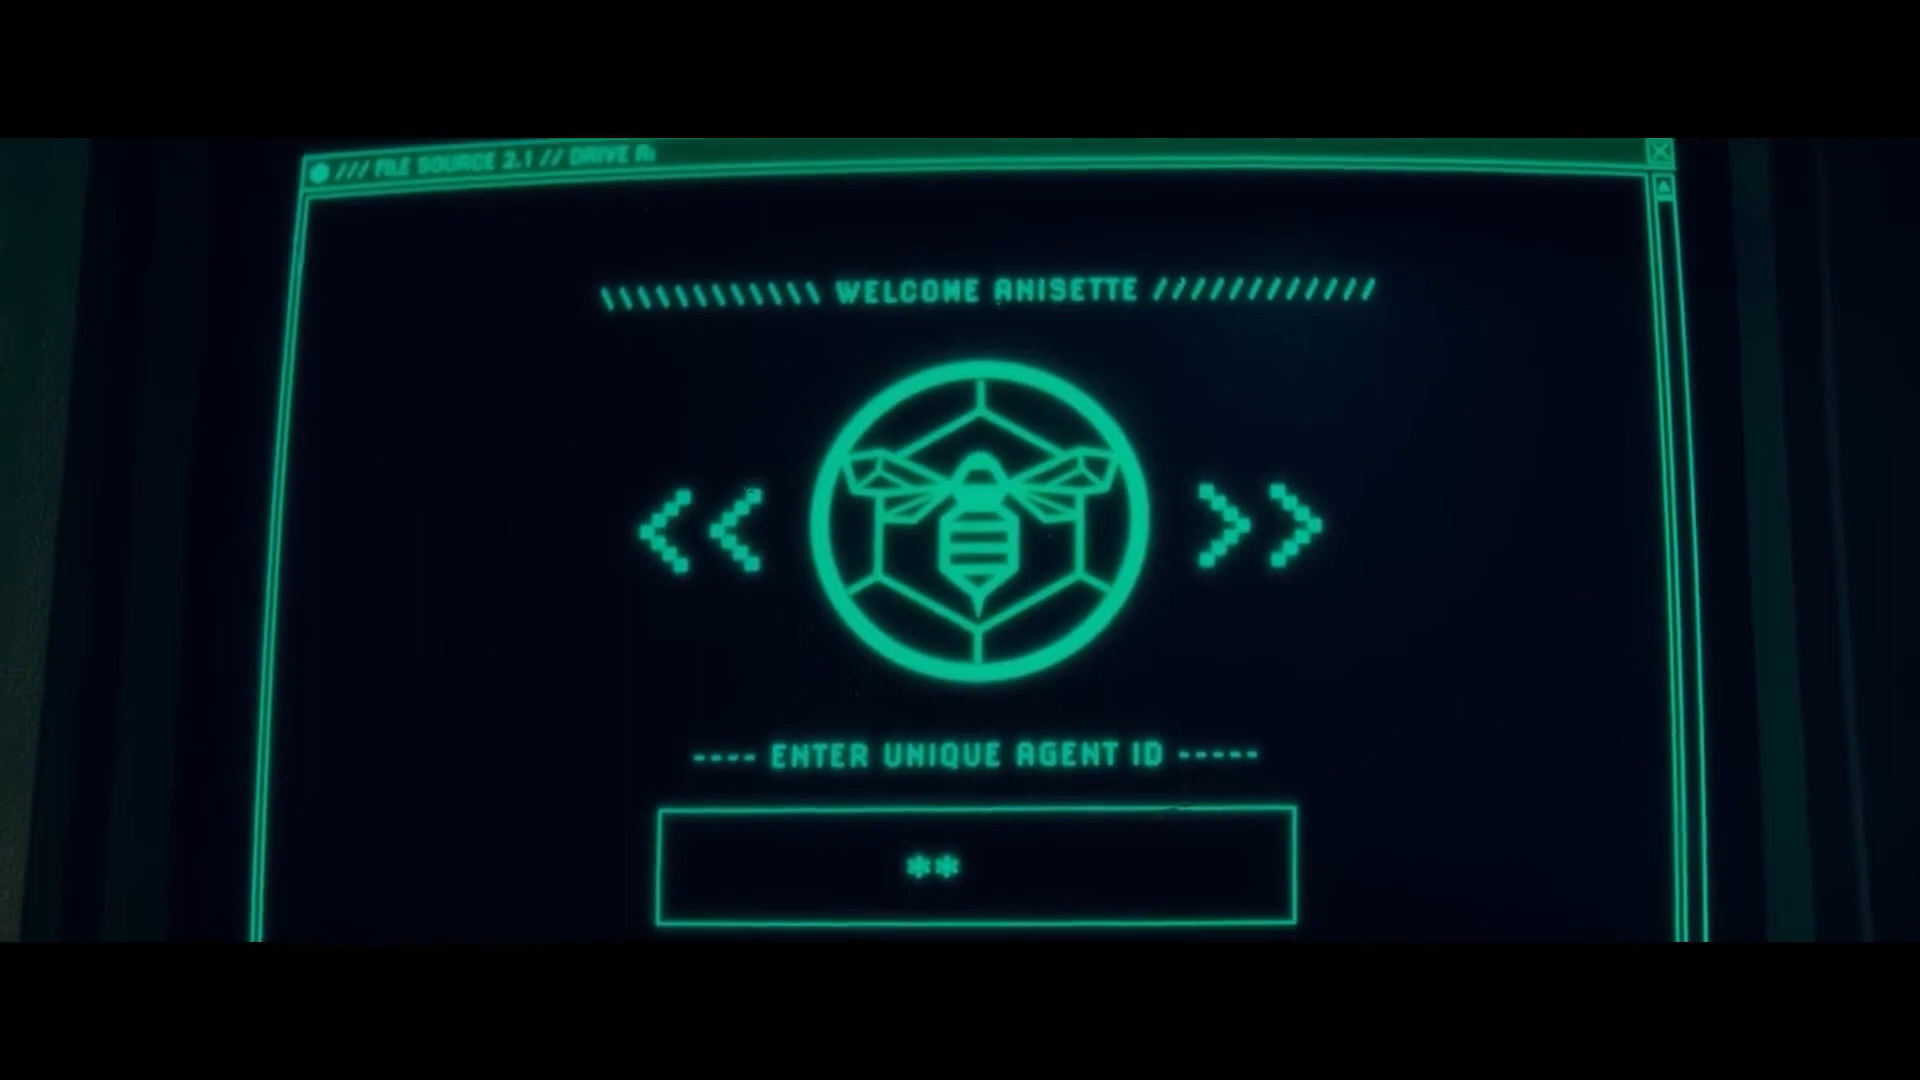 /// FILE SOURCE 2.1 // DRIVE A:
\\\\\\\\\\\\ WELCOME ANISETTE ////////////
<< >>
---- ENTER UNIQUE AGENT ID -----
**